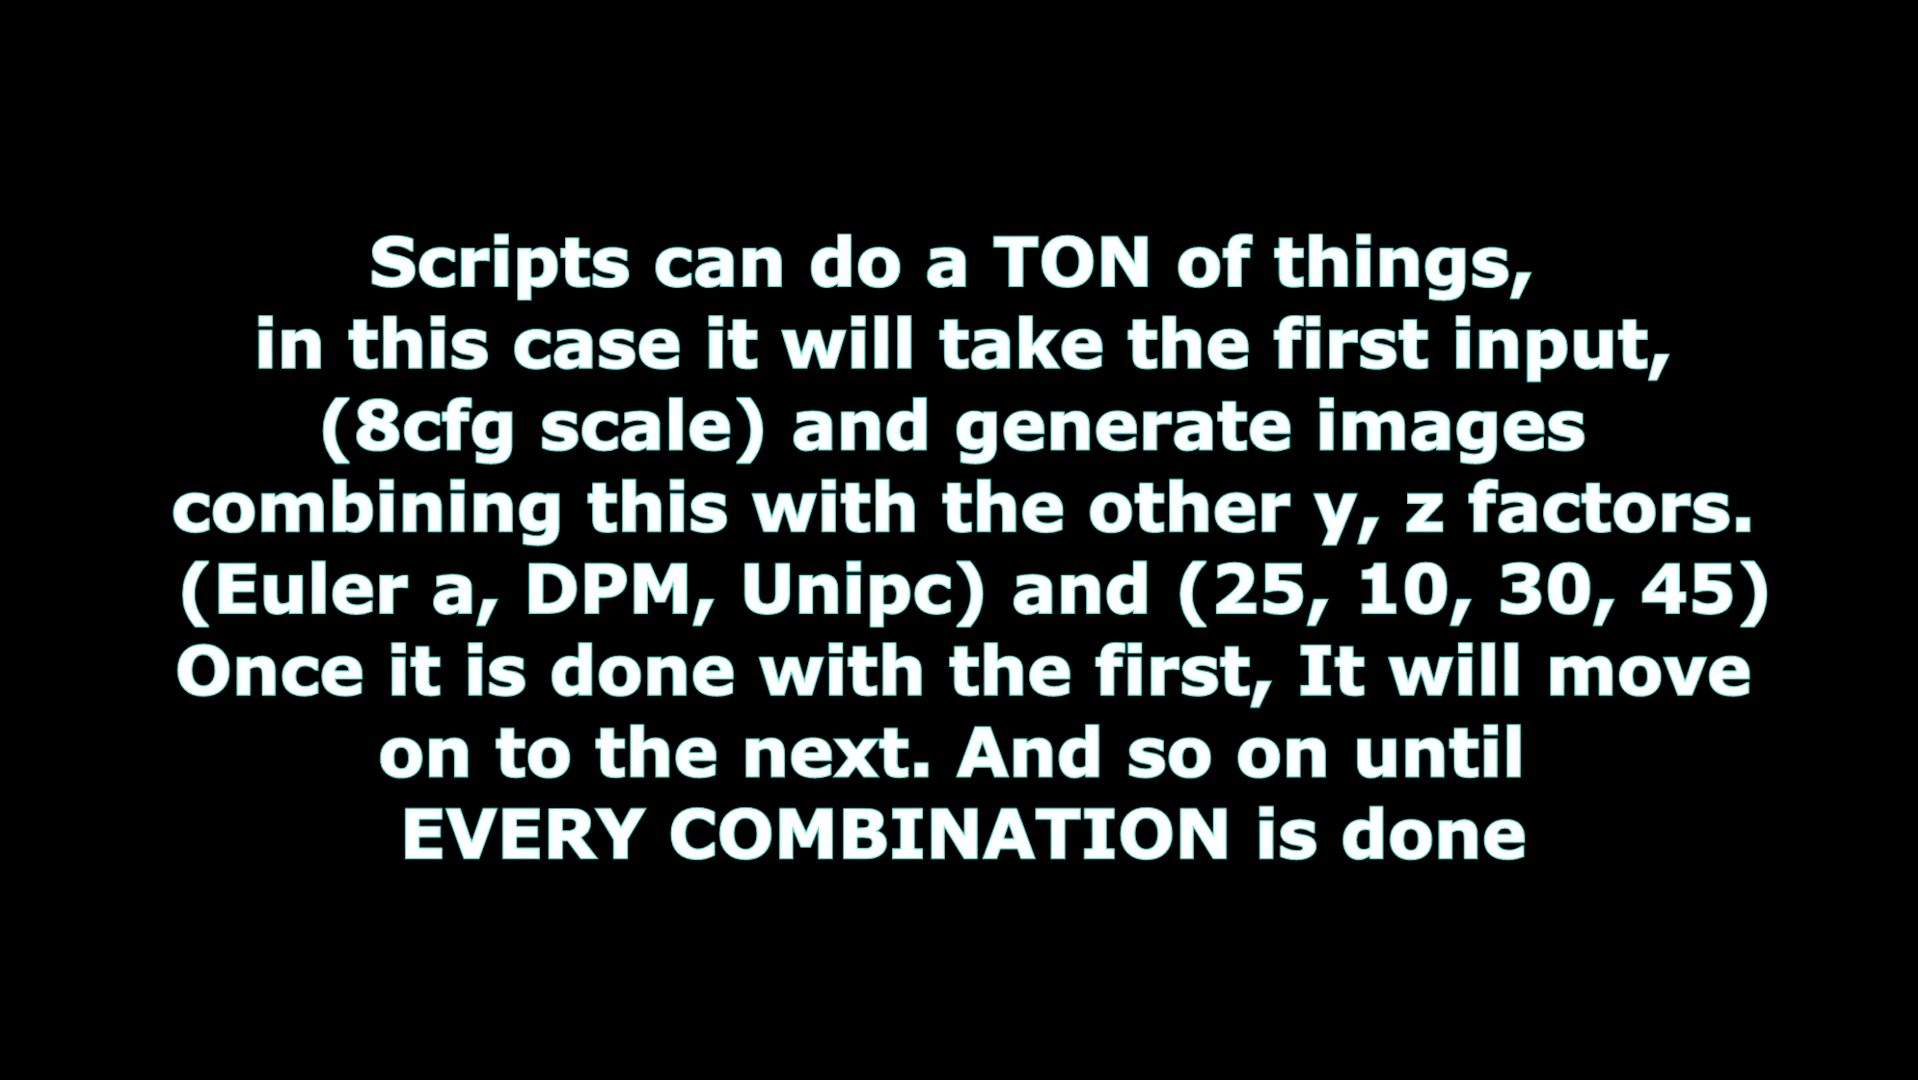 Scripts can do a TON of things,
in this case it will take the first input,
(8cfg scale) and generate images
combining this with the other y, z factors.
(Euler a, DPM, Unipc) and (25, 10, 30, 45)
Once it is done with the first, It will move
on to the next. And so on until
EVERY COMBINATION is done